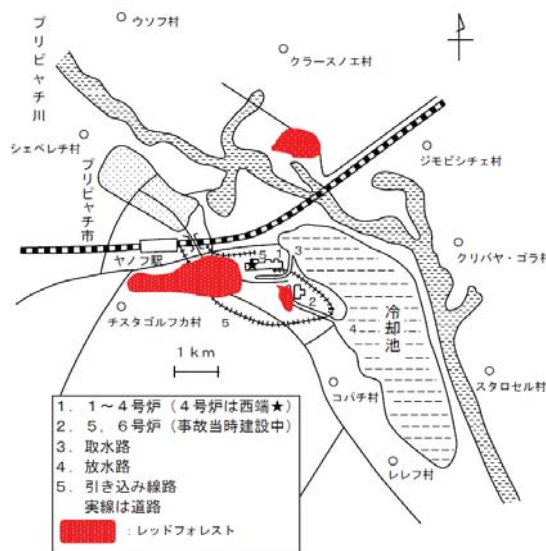 ウソフ村
プリピャチ川
クラースノエ村
シェペレチ村
ジモビシチェ村
プリピャチ市
ヤノフ駅
クリバヤ・ゴラ村
チスタゴルフカ村
冷却池
スタロセル村
コパチ村
レレフ村
5
1
3
2
4
5
1 km
1. 1～4号炉 (4号炉は西端★)
2. 5, 6号炉 (事故当時建設中)
3. 取水路
4. 放水路
5. 引き込み線路
実線は道路
: レッドフォレスト